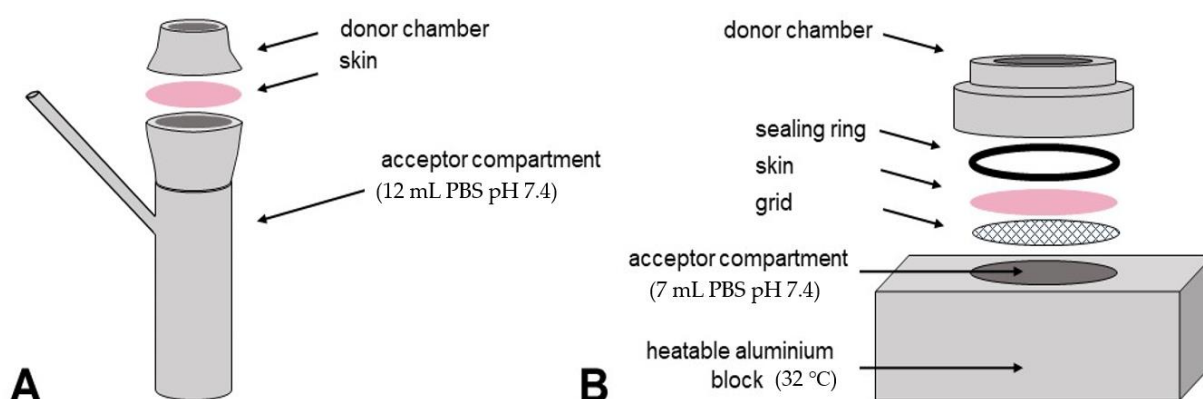 donor chamber
skin
acceptor compartment
(12 mL PBS pH 7.4)
A
donor chamber
sealing ring
skin
grid
acceptor compartment
(7 mL PBS pH 7.4)
heatable aluminium
block (32 °C)
B